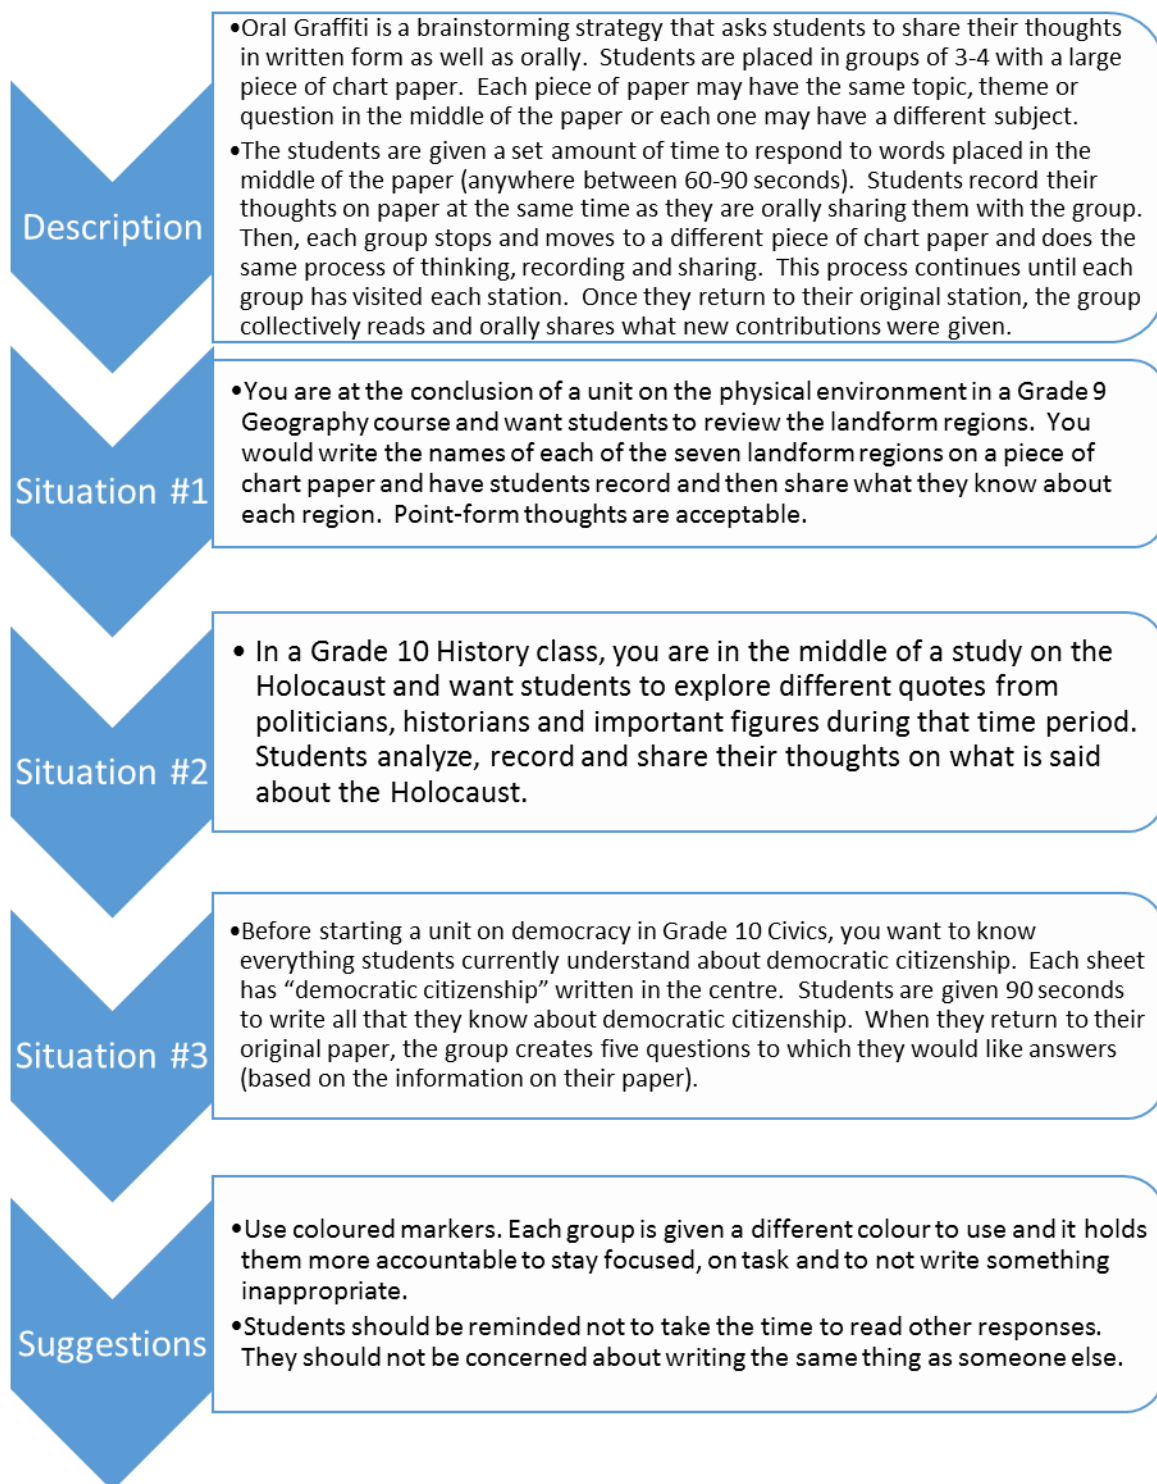 •Oral Graffiti is a brainstorming strategy that asks students to share their thoughts
in written form as well as orally.  Students are placed in groups of 3-4 with a large
piece of chart paper.  Each piece of paper may have the same topic, theme or
question in the middle of the paper or each one may have a different subject.
•The students are given a set amount of time to respond to words placed in the
middle of the paper (anywhere between 60-90 seconds).  Students record their
thoughts on paper at the same time as they are orally sharing them with the group.
Then, each group stops and moves to a different piece of chart paper and does the
same process of thinking, recording and sharing.  This process continues until each
group has visited each station.  Once they return to their original station, the group
collectively reads and orally shares what new contributions were given.
Description
•You are at the conclusion of a unit on the physical environment in a Grade 9
Geography course and want students to review the landform regions.  You
would write the names of each of the seven landform regions on a piece of
chart paper and have students record and then share what they know about
each region.  Point-form thoughts are acceptable.
Situation #1
• In a Grade 10 History class, you are in the middle of a study on the
Holocaust and want students to explore different quotes from
politicians, historians and important figures during that time period.
Students analyze, record and share their thoughts on what is said
about the Holocaust.
Situation #2
•Before starting a unit on democracy in Grade 10 Civics, you want to know
everything students currently understand about democratic citizenship.  Each sheet
has “democratic citizenship” written in the centre.  Students are given 90 seconds
to write all that they know about democratic citizenship.  When they return to their
original paper, the group creates five questions to which they would like answers
(based on the information on their paper).
Situation #3
•Use coloured markers. Each group is given a different colour to use and it holds
them more accountable to stay focused, on task and to not write something
inappropriate.
•Students should be reminded not to take the time to read other responses.
They should not be concerned about writing the same thing as someone else.
Suggestions